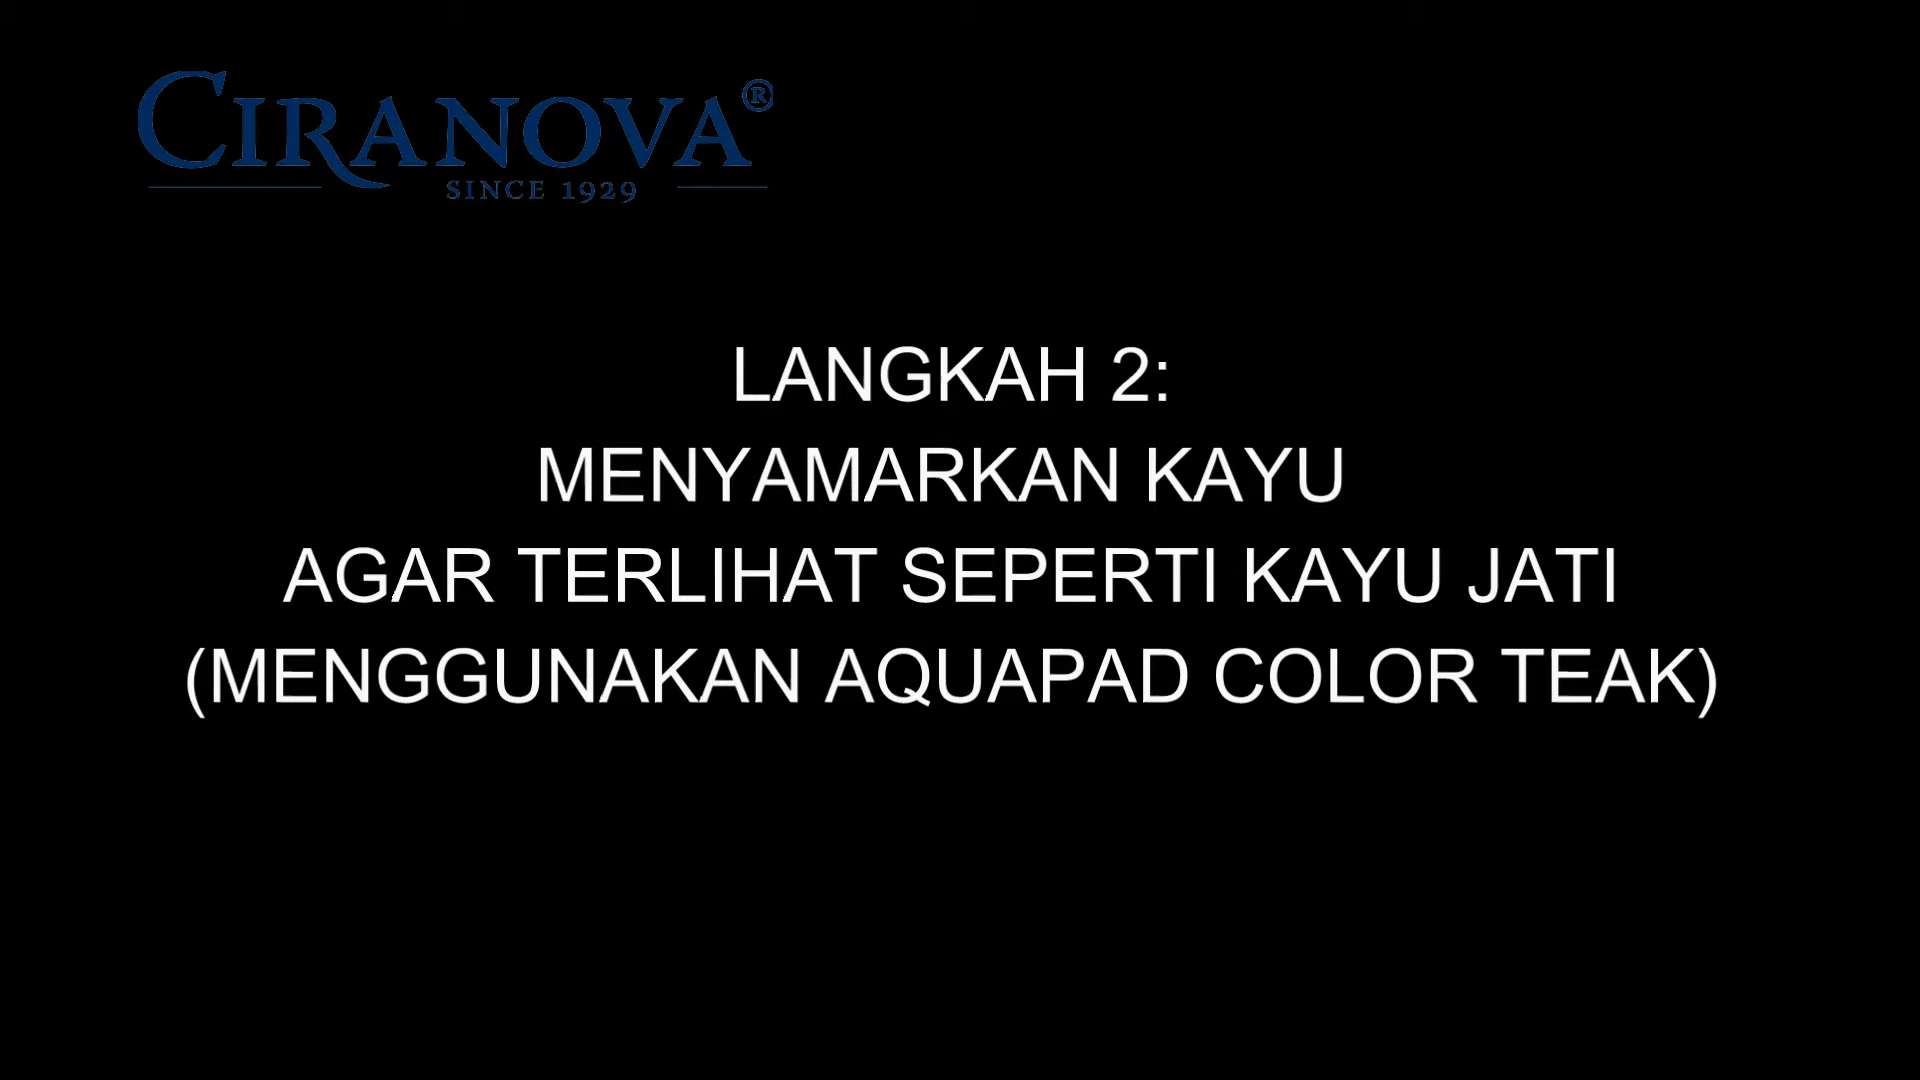 CIRANOVA®
SINCE 1929
LANGKAH 2:
MENYAMARKAN KAYU
AGAR TERLIHAT SEPERTI KAYU JATI
(MENGGUNAKAN AQUAPAD COLOR TEAK)